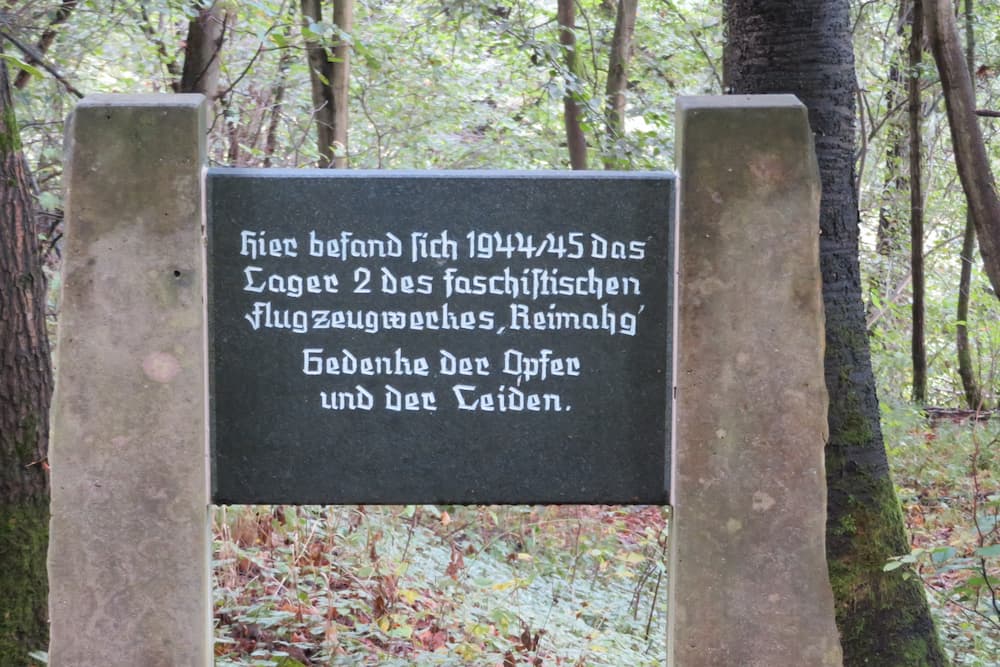 Hier befand sich 1944/45 das
Lager 2 des faschistischen
Flugzeugwerkes ‚Reimahg’
Gedenke der Opfer
und der Leiden.